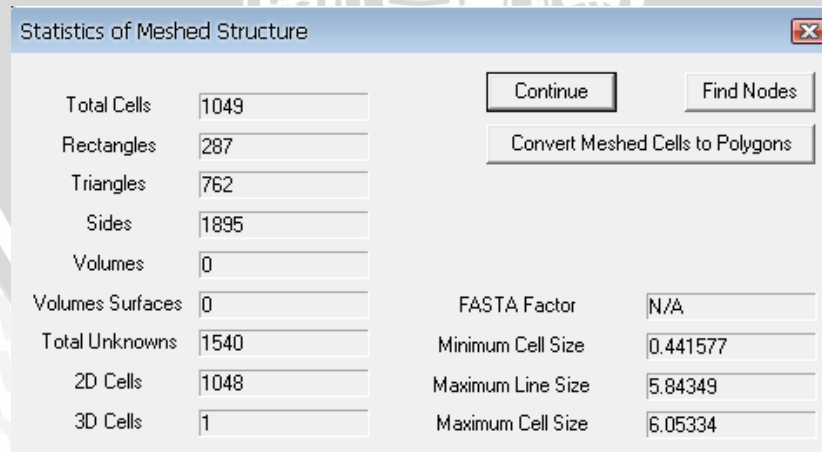 Statistics of Meshed Structure
Continue
Find Nodes
Total Cells 1049
Rectangles 287
Convert Meshed Cells to Polygons
Triangles 762
Sides 1895
Volumes 0
Volumes Surfaces 0
FASTA Factor N/A
Total Unknowns 1540
Minimum Cell Size 0.441577
2D Cells 1048
Maximum Line Size 5.84349
3D Cells 1
Maximum Cell Size 6.05334